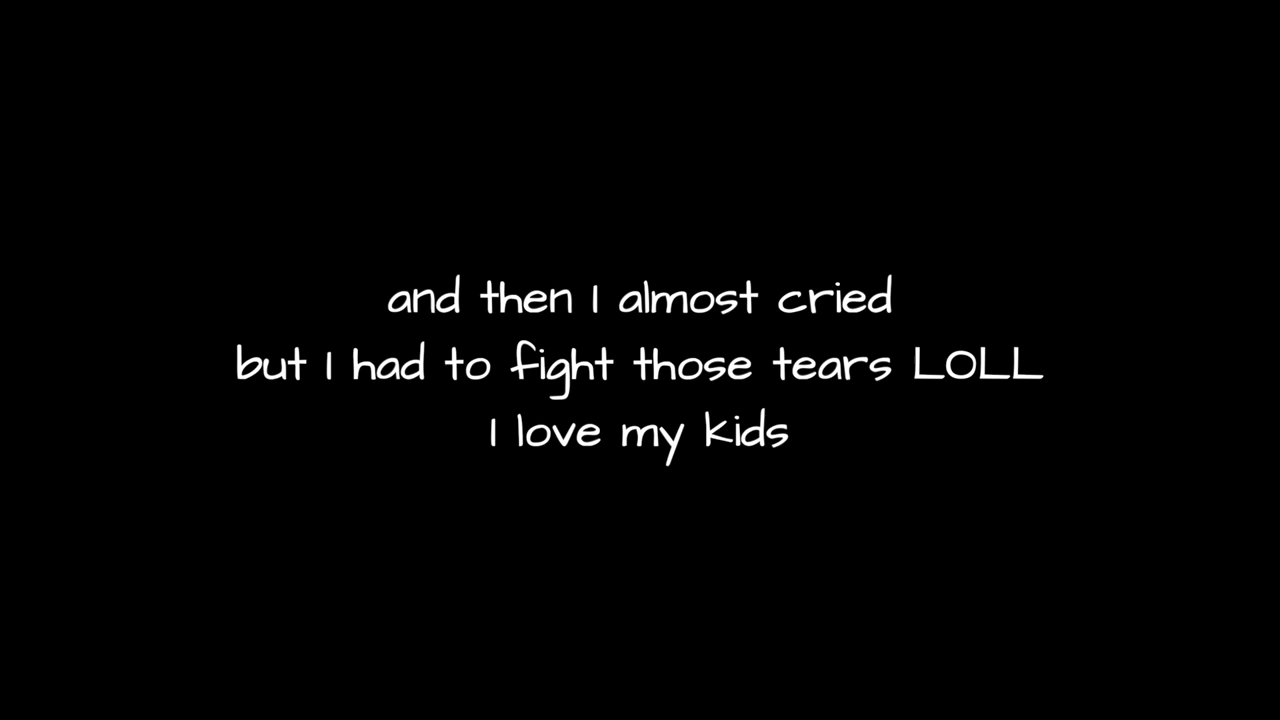 and then I almost cried
but I had to fight those tears LOLL
I love my kids